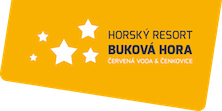 HORSKÝ RESORT
BUKOVÁ HORA
ČERVENÁ VODA & ČENKOVICE